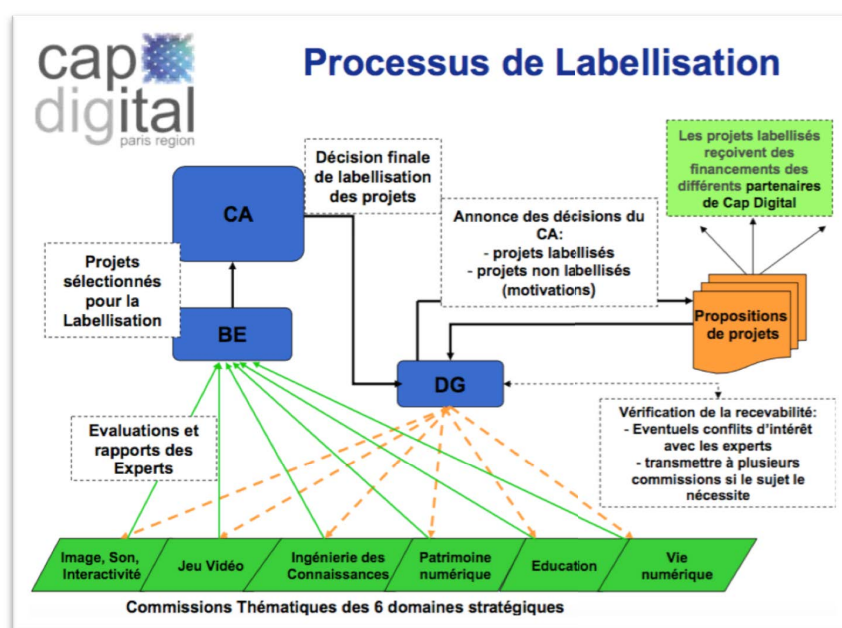 cap
digital
paris region
Processus de Labellisation
Décision finale
de labellisation
des projets
Les projets labellisés
reçoivent des
financements des
différents partenaires
de Cap Digital
CA
Annonce des décisions du
CA:
- projets labellisés
- projets non labellisés
(motivations)
Projets
sélectionnés
pour la
Labellisation
BE
Propositions
de projets
DG
Vérification de la recevabilité:
- Eventuels conflits d'intérêt
avec les experts
- transmettre à plusieurs
commissions si le sujet le
nécessite
Evaluations et
rapports des
Experts
Image, Son,
Interactivité
Jeu Vidéo
Ingénierie des
Connaissances
Patrimoine
numérique
Education
Vie
numérique
Commissions Thématiques des 6 domaines stratégiques